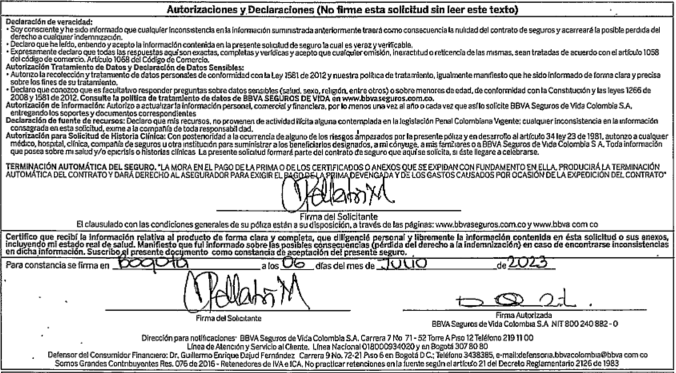 Autorizaciones y Declaraciones (No firme esta solicitud sin leer este texto)
Declaración de veracidad:
• Soy consciente y he sido informado que cualquier inconsistencia en la información suministrada anteriormente traerá como consecuencia la nulidad del contrato de seguros y acarreará la posible pérdida del
derecho a cualquier indemnización.
• Declaro que he leído, entiendo y acepto la información contenida en la presente solicitud de seguro la cual es veraz y verificable.
• Expresamente declaro que todas las respuestas aquí son exactas, completas y verídicas y acepto que cualquier omisión, inexactitud o reticencia de las mismas, sean tratadas de acuerdo con el artículo 1058
del código de comercio. Artículo 1058 del Código de Comercio.
Autorización Tratamiento de Datos y Declaración de Datos Sensibles:
• Autorizo la recolección y tratamiento de datos personales de conformidad con la Ley 1581 de 2012 y nuestra política de tratamiento, igualmente manifiesto que he sido informado de forma clara y precisa
sobre los fines de su tratamiento.
• Declaro que conozco que es facultativo responder preguntas sobre datos sensibles (salud, sexo, religión, entre otros) o sobre menores de edad, de conformidad con la Constitución y las leyes 1266 de
2008 y 1581 de 2012. Consulte la política de tratamiento de datos de BBVA SEGUROS DE VIDA en www.bbvaseguros.com.co.
Autorización de información: Autorizo a actualizar la información personal, comercial y financiera, por lo menos una vez al año o cada vez que así lo solicite BBVA Seguros de Vida Colombia S.A.
entregando los soportes y documentos correspondientes
Declaración de fuente de recursos: Declaro que mis recursos, no provienen de actividad ilícita alguna contemplada en la legislación Penal Colombiana Vigente: cualquier inconsistencia en la información
consagrada en esta solicitud, exime a la compañía de toda responsabilidad.
Autorización para Solicitud de Historia Clínica: Con posterioridad a la ocurrencia de alguno de los riesgos amparados por la presente póliza y en desarrollo al artículo 34 ley 23 de 1981, autorizo a cualquier
médico, hospital, clínica, compañía de seguros u otra institución para suministrar a los beneficiarios designados, a mi cónyuge, a mis familiares o a BBVA Seguros de Vida Colombia S A. Toda información
que posea sobre mi salud y/o epicrisis o historias clínicas La presente solicitud formará parte del contrato de seguro que aquí se solicita, si éste llegare a celebrarse.
TERMINACIÓN AUTOMÁTICA DEL SEGURO. "LA MORA EN EL PAGO DE LA PRIMA O DE LOS CERTIFICADOS O ANEXOS QUE SE EXPIDAN CON FUNDAMENTO EN ELLA, PRODUCIRÁ LA TERMINACIÓN
AUTOMÁTICA DEL CONTRATO Y DARÁ DERECHO AL ASEGURADOR PARA EXIGIR EL PAGO DE LA PRIMA DEVENGADA Y DE LOS GASTOS CAUSADOS POR OCASIÓN DE LA EXPEDICIÓN DEL CONTRATO"
Firma del Solicitante
El clausulado con las condiciones generales de su póliza están a su disposición, a través de las páginas: www.bbvaseguros.com.co y www.bbva com co
Certifico que recibí la información relativa al producto de forma clara y completa, que diligencié personal y libremente la información contenida en ésta solicitud o sus anexos,
incluyendo mi estado real de salud. Manifiesto que fui informado sobre las posibles consecuencias (pérdida del derecho a la indemnización) en caso de encontrarse inconsistencias
en dicha información. Suscribo el presente documento como constancia de aceptación del presente seguro.
Para constancia se firma en Bogota a los 06 días del mes de JULIO de 2023
Firma del Solicitante
Firma Autorizada
BBVA Seguros de Vida Colombia S.A NIT 800 240 882 - 0
Dirección para notificaciones BBVA Seguros de Vida Colombia S.A. Carrera 7 No 71 - 52 Torre A Piso 12 Teléfono 219 11 00
Línea de Atención y Servicio al Cliente. Línea Nacional 018000934020 y en Bogotá 307 80 80
Defensor del Consumidor Financiero: Dr, Guillermo Enrique Dajud Fernández Carrera 9 No. 72-21 Piso 6 en Bogotá D C.; Teléfono 3438385, e-mail:defensoria.bbvacolombia@bbva com co
Somos Grandes Contribuyentes Res. 076 de 2016 - Retenedores de IVA e ICA. No practicar retenciones en la fuente según el artículo 21 del Decreto Reglamentario 2126 de 1983